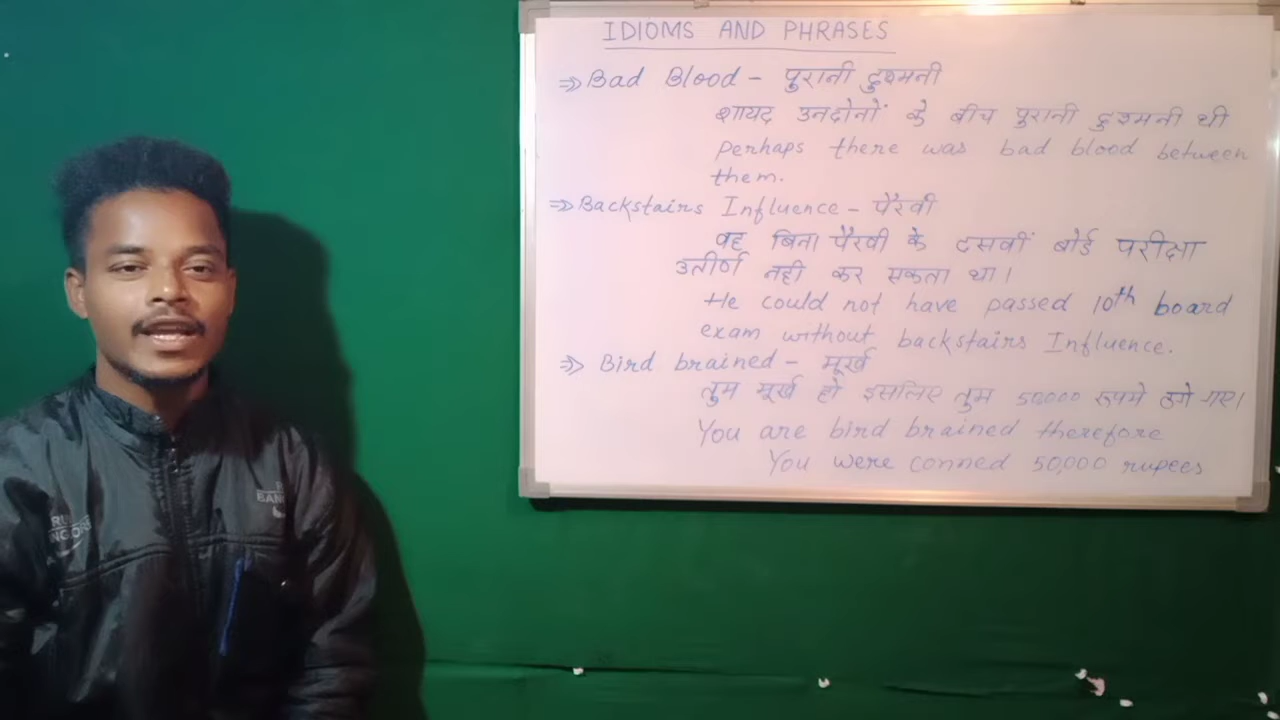 IDIOMS AND PHRASES
⇒ Bad Blood - पुरानी दुश्मनी
शायद उनदोनों के बीच पुरानी दुश्मनी थी
Perhaps there was bad blood between
them.
⇒ Backstairs Influence - पैरवी
वह बिना पैरवी के दसवीं बोर्ड परीक्षा
उतीर्ण नही कर सकता था।
He could not have passed 10th board
exam without backstairs Influence.
⇒ Bird brained - मूर्ख
तुम मूर्ख हो इसलिए तुम 50,000 रूपये ठगे गए।
You are bird brained therefore
You were conned 50,000 rupees